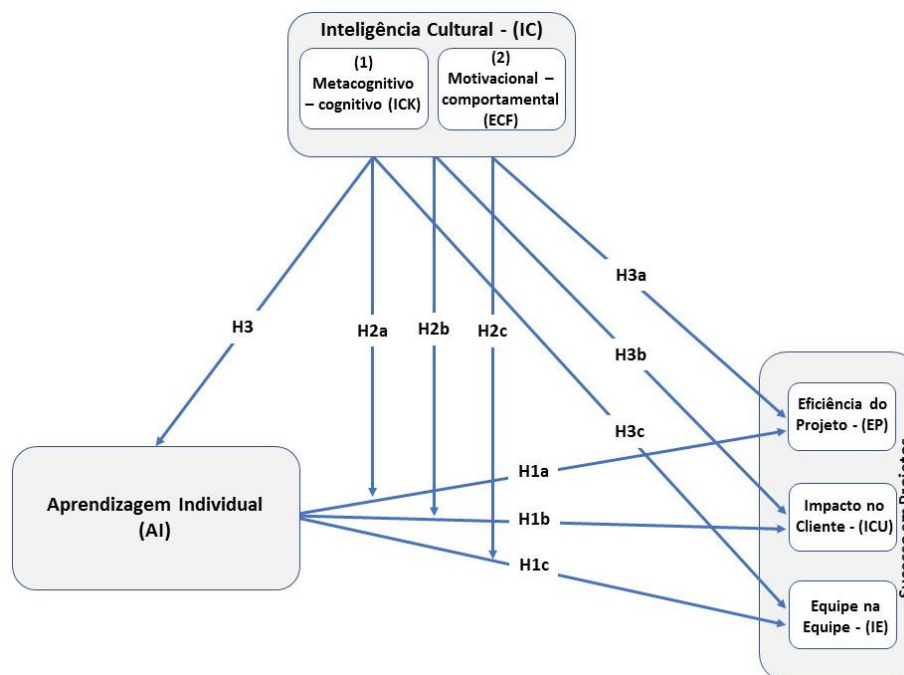 Inteligência Cultural - (IC)
(1)
Metacognitivo
– cognitivo (ICK)
(2)
Motivacional –
comportamental
(ECF)
H3a
H3
H2a
H2b
H2c
H3b
H3c
Eficiência do
Projeto - (EP)
Aprendizagem Individual
(AI)
H1a
H1b
H1c
Impacto no
Cliente - (ICU)
Equipe na
Equipe - (IE)